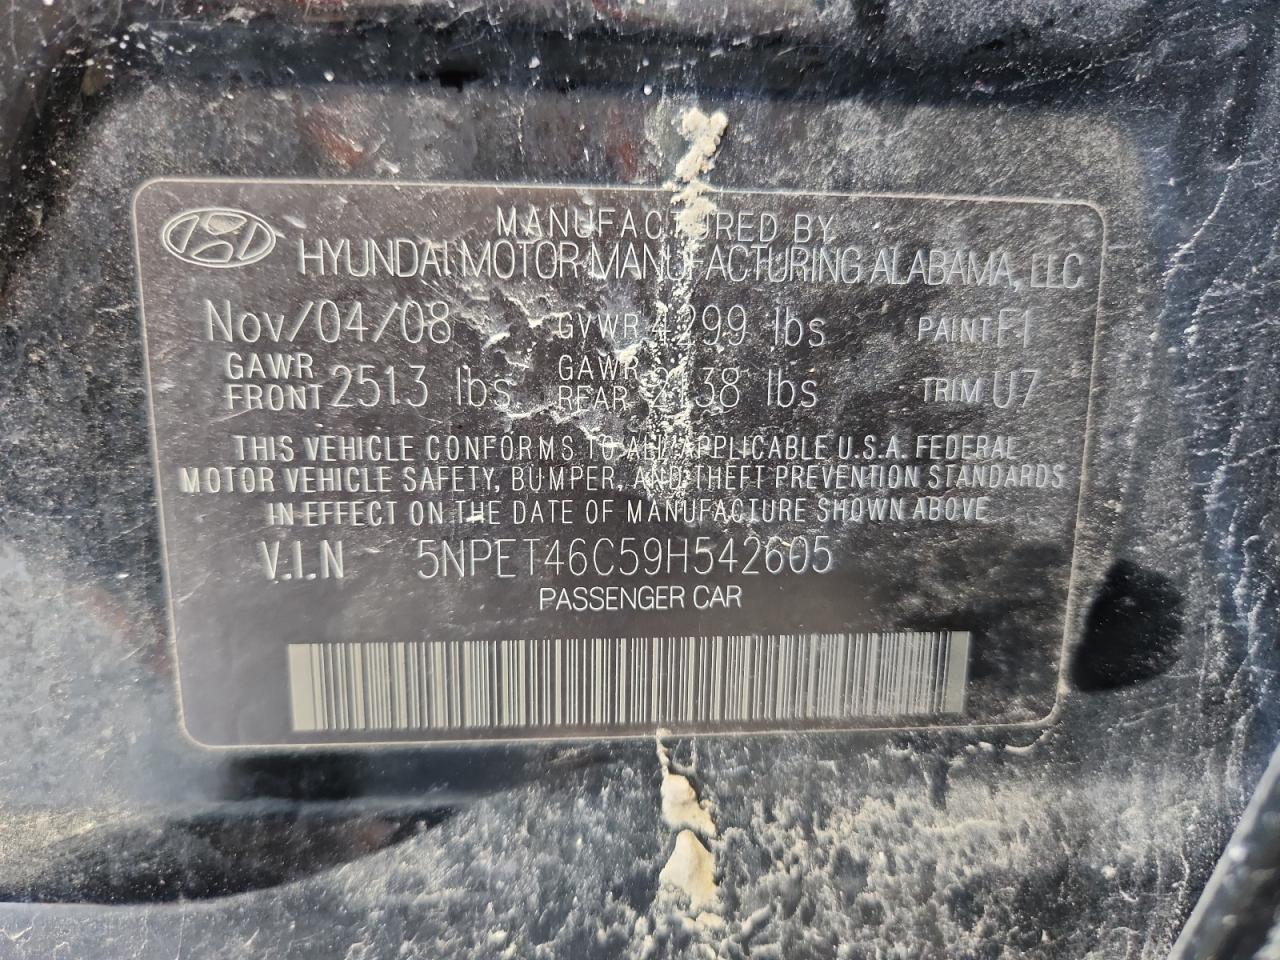 MANUFACTURED BY
HYUNDAI MOTOR MANUFACTURING ALABAMA, LLC
Nov/04/08 GVWR 4299 lbs PAINT F1
GAWR FRONT 2513 lbs GAWR REAR lbs TRIM U7
THIS VEHICLE CONFORMS TO ALL APPLICABLE U.S.A. FEDERAL
MOTOR VEHICLE SAFETY, BUMPER, AND THEFT PREVENTION STANDARDS
IN EFFECT ON THE DATE OF MANUFACTURE SHOWN ABOVE
V.I.N 5NPET46C59H542605
PASSENGER CAR